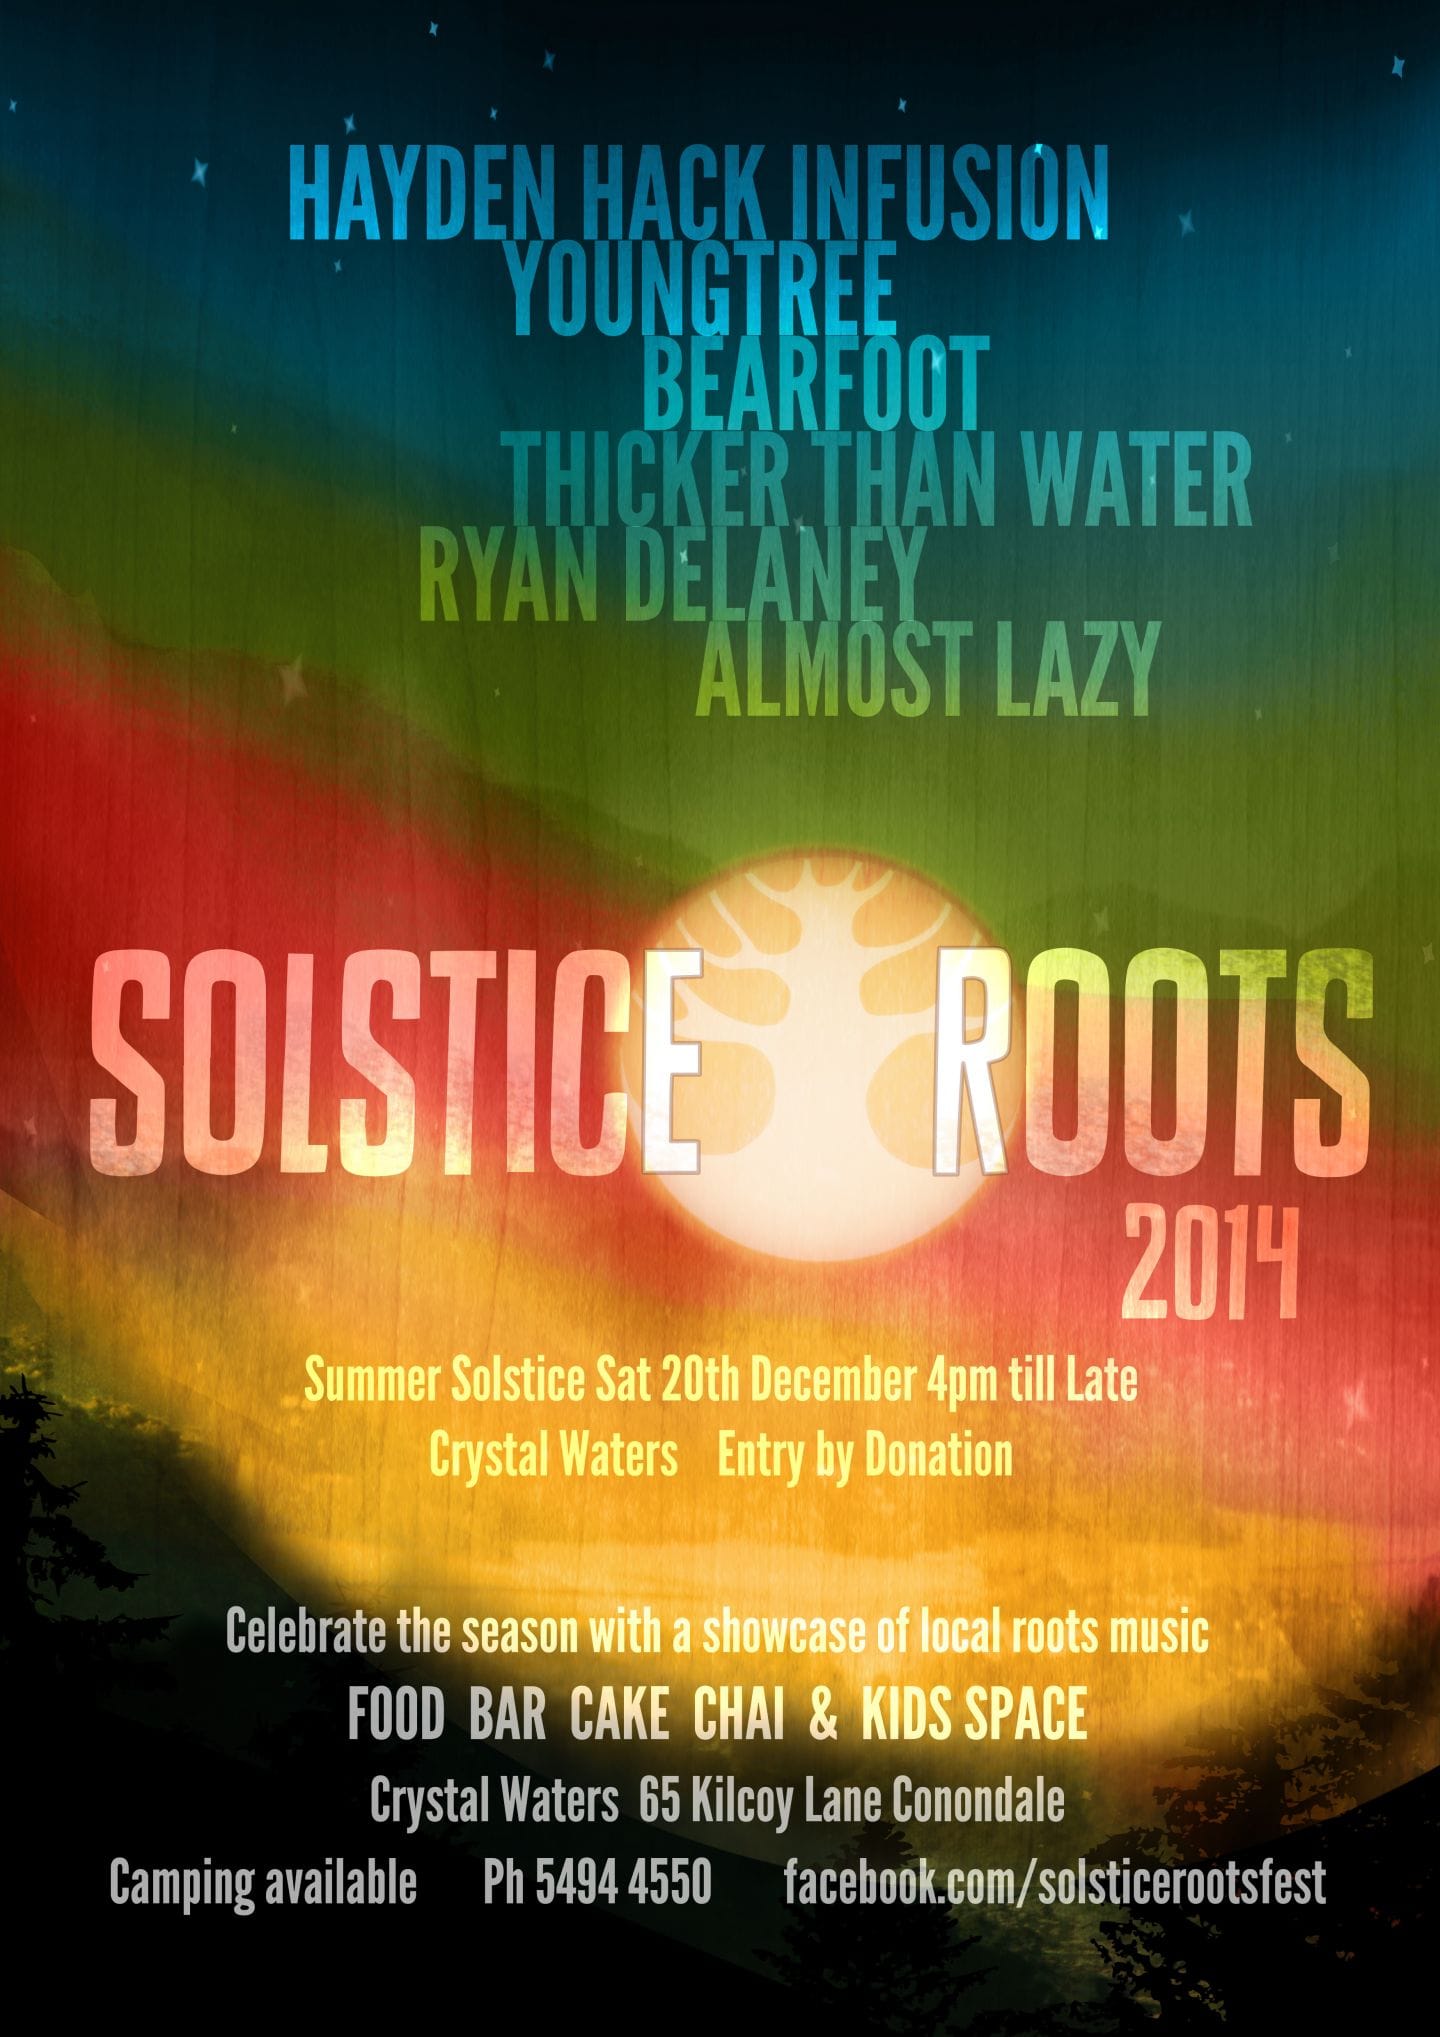 HAYDEN HACK INFUSION
YOUNGTREE
BEARFOOT
THICKER THAN WATER
RYAN DELANEY
ALMOST LAZY
SOLSTICE ROOTS
2014
Summer Solstice Sat 20th December 4pm till Late
Crystal Waters Entry by Donation
Celebrate the season with a showcase of local roots music
FOOD BAR CAKE CHAI & KIDS SPACE
Crystal Waters 65 Kilcoy Lane Conondale
Camping available Ph 5494 4550 facebook.com/solsticerootsfest